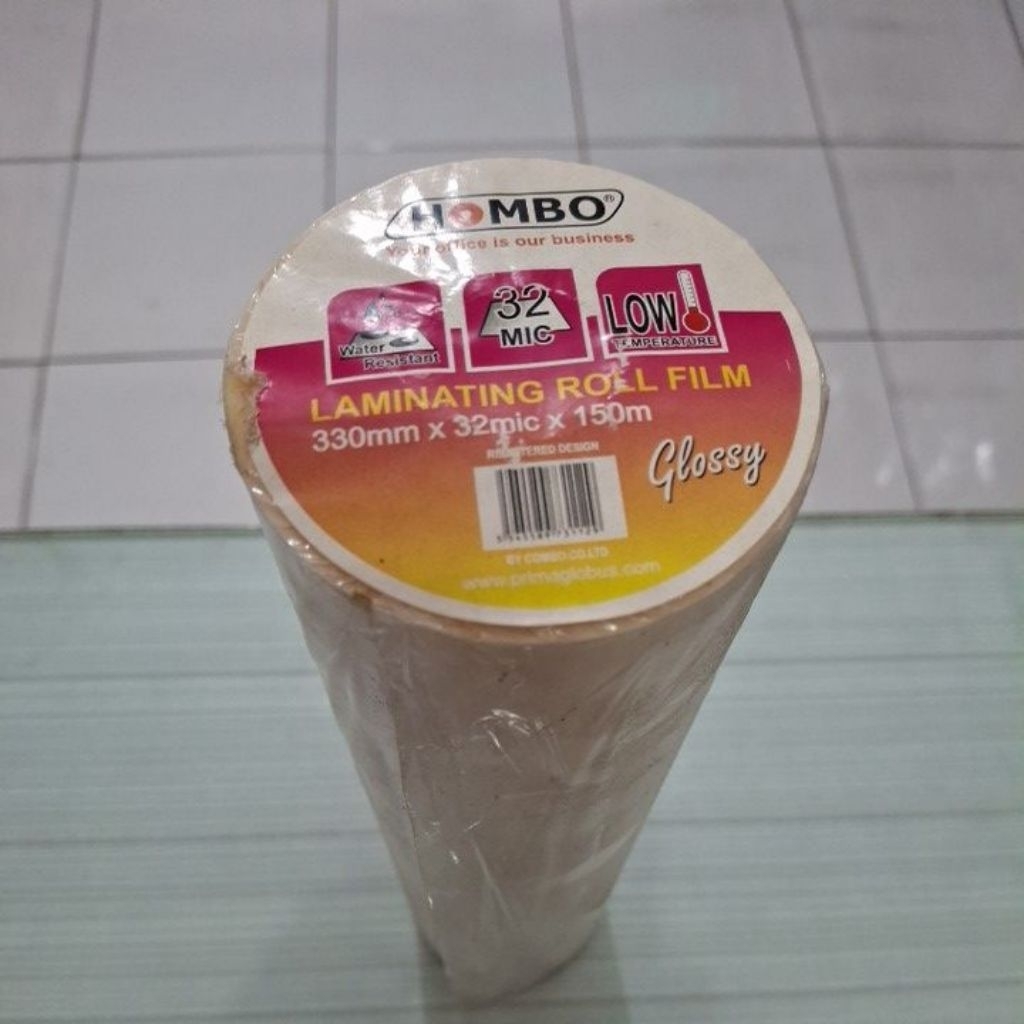 HOMBO®
Your office is our business
Water Resistant
32 MIC
LOW TEMPERATURE
LAMINATING ROLL FILM
330mm x 32mic x 150m
REGISTERED DESIGN
Glossy
BY COMBO.CO.LTD
www.primaglobus.com